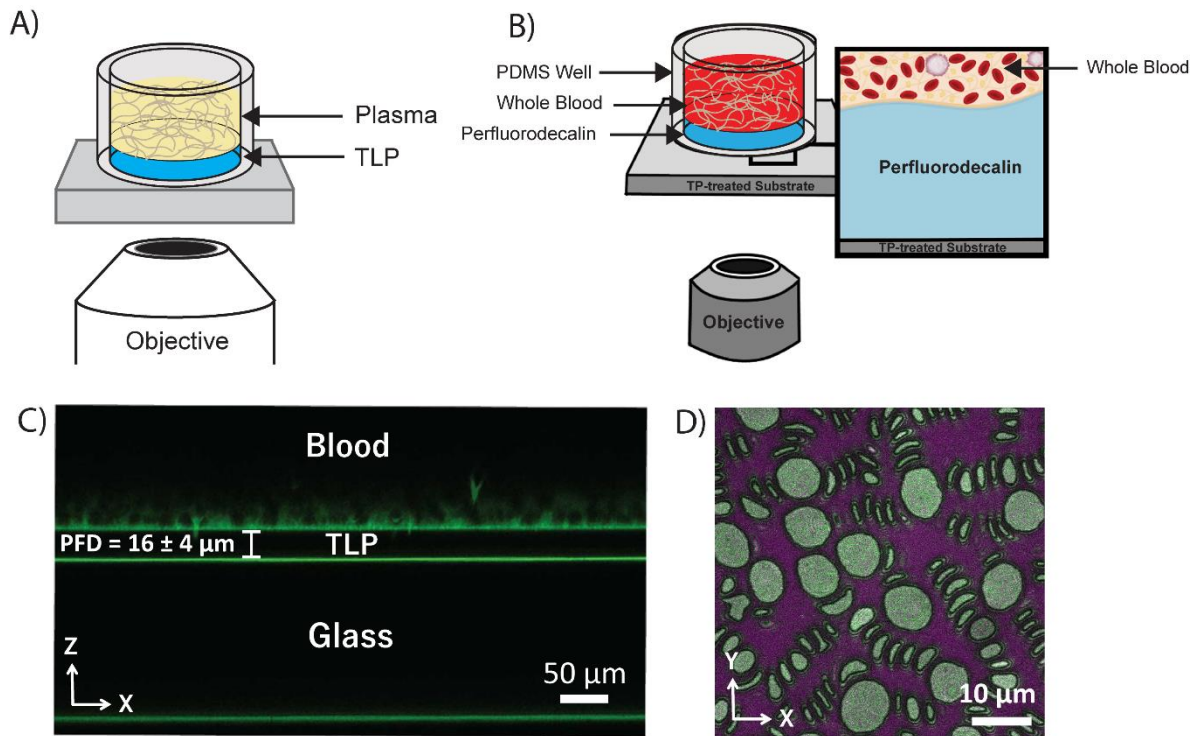 A)
Plasma
TLP
Objective
B)
PDMS Well
Whole Blood
Perfluorodecalin
TP-treated Substrate
Objective
Whole Blood
Perfluorodecalin
TP-treated Substrate
C)
Blood
PFD = 16 ± 4 μm
TLP
Glass
Z
X
50 μm
D)
Y
X
10 μm